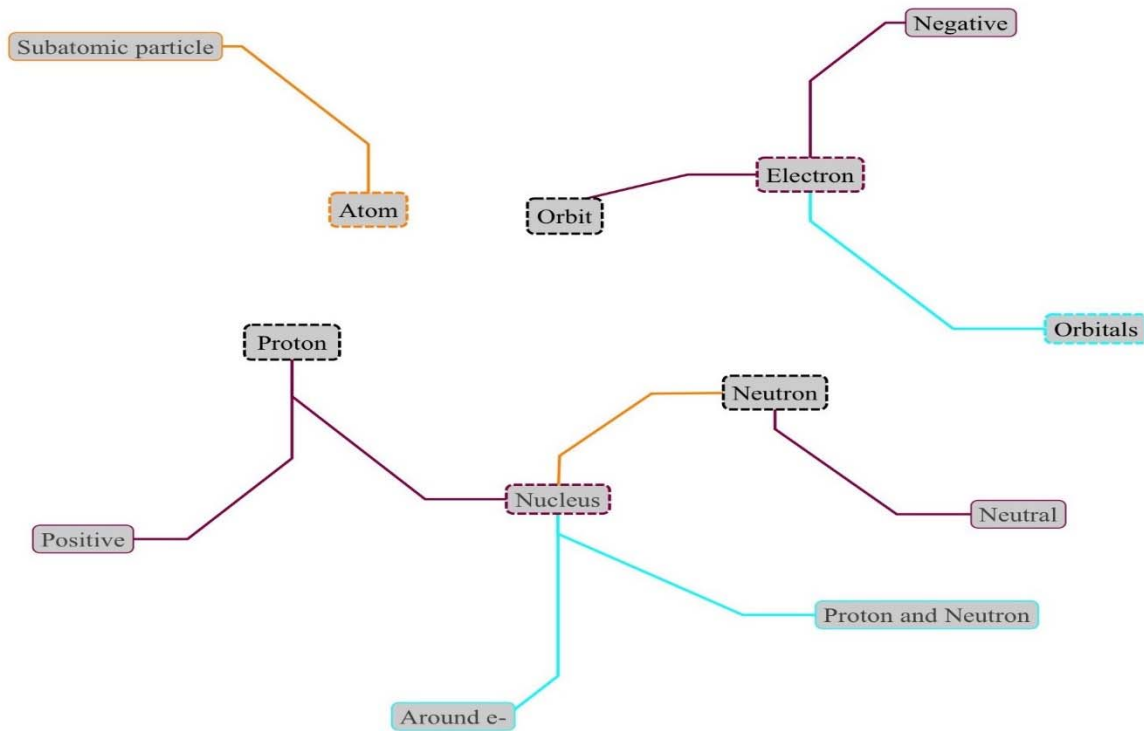 Subatomic particle
Negative
Electron
Atom
Orbit
Orbitals
Proton
Neutron
Nucleus
Neutral
Positive
Proton and Neutron
Around e-